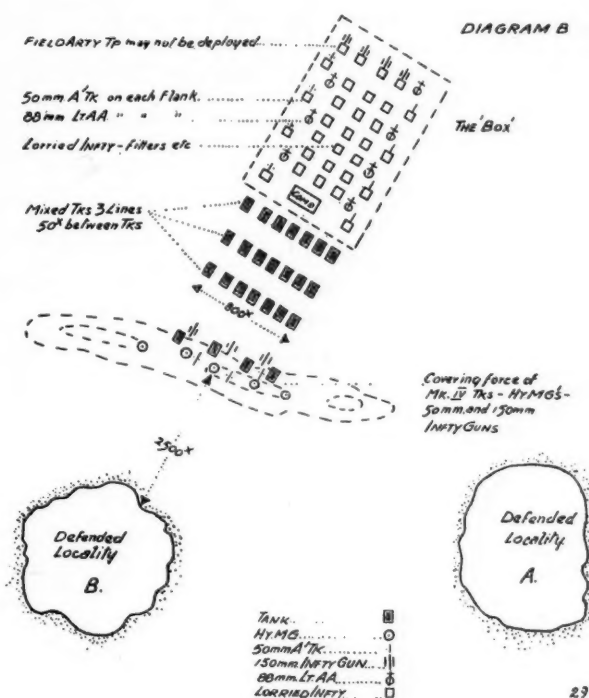 DIAGRAM B
FIELD ARTY Tp may not be deployed
50mm A'TK on each Flank.
88mm LT AA " " "
Lorried INFTY - Fitters etc
THE 'BOX'
COMD
Mixed TKS 3 Lines
50x between TKS
800x
Covering force of
MK. IV TKS - HY MG's -
50mm. and 150mm
INFTY GUNS
2500x
Defended
Locality
B.
Defended
Locality.
A.
TANK
HY.MG
50mm A'TK
150mm. INFTY GUN
88mm. LT. AA
LORRIED INFTY
29